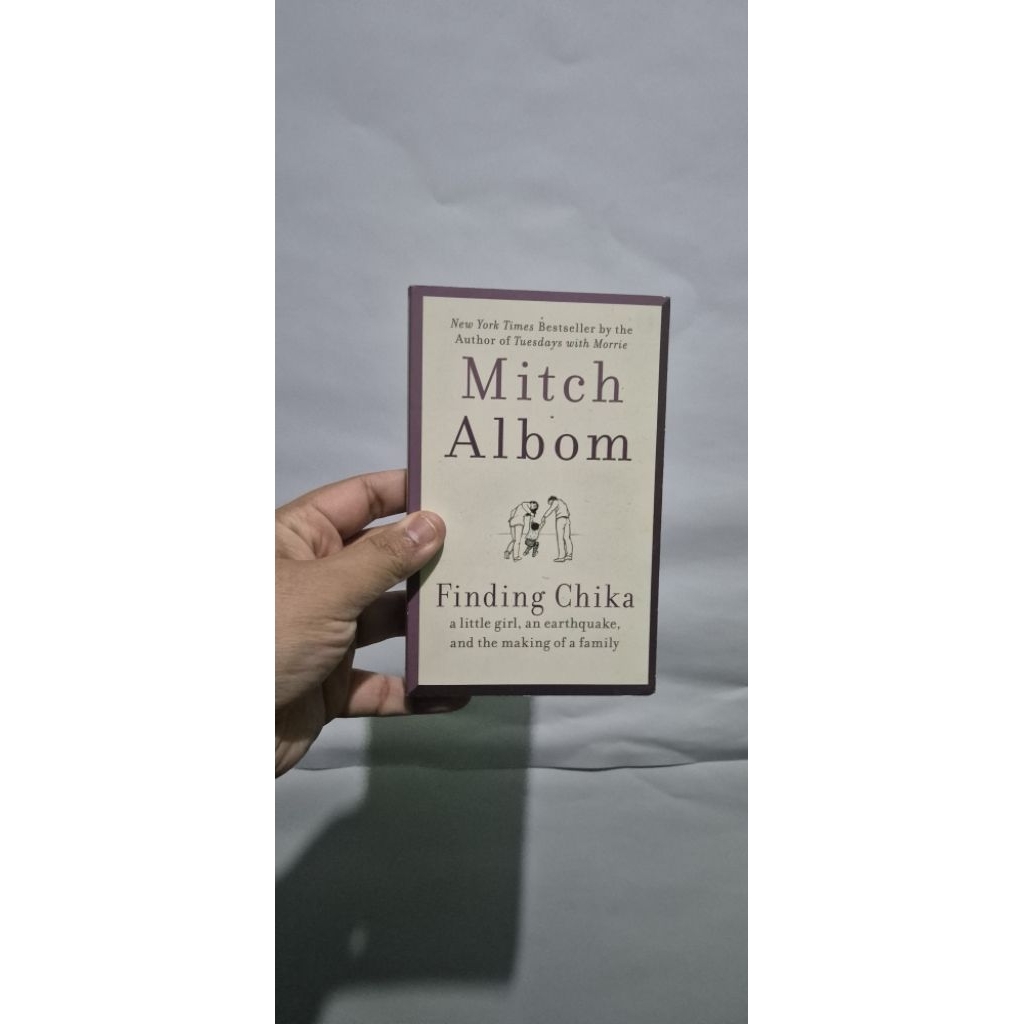 New York Times Bestseller by the
Author of Tuesdays with Morrie
Mitch
Albom
Finding Chika
a little girl, an earthquake,
and the making of a family